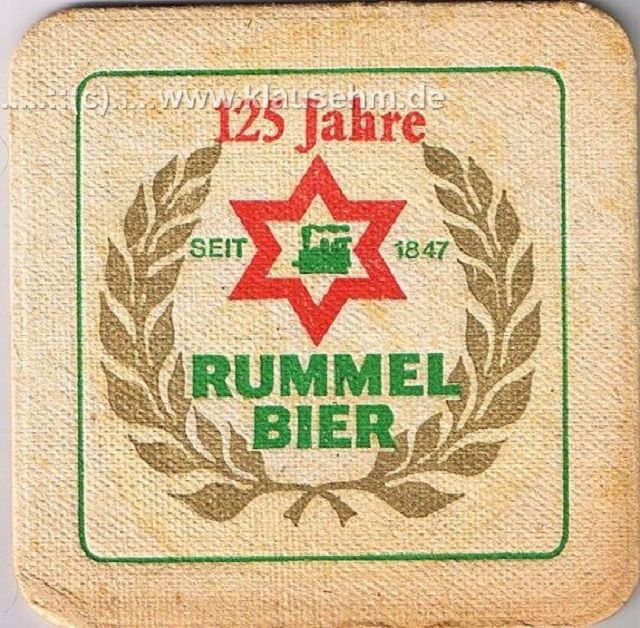 (c) www.klausehm.de
125 Jahre
SEIT 1847
RUMMEL
BIER